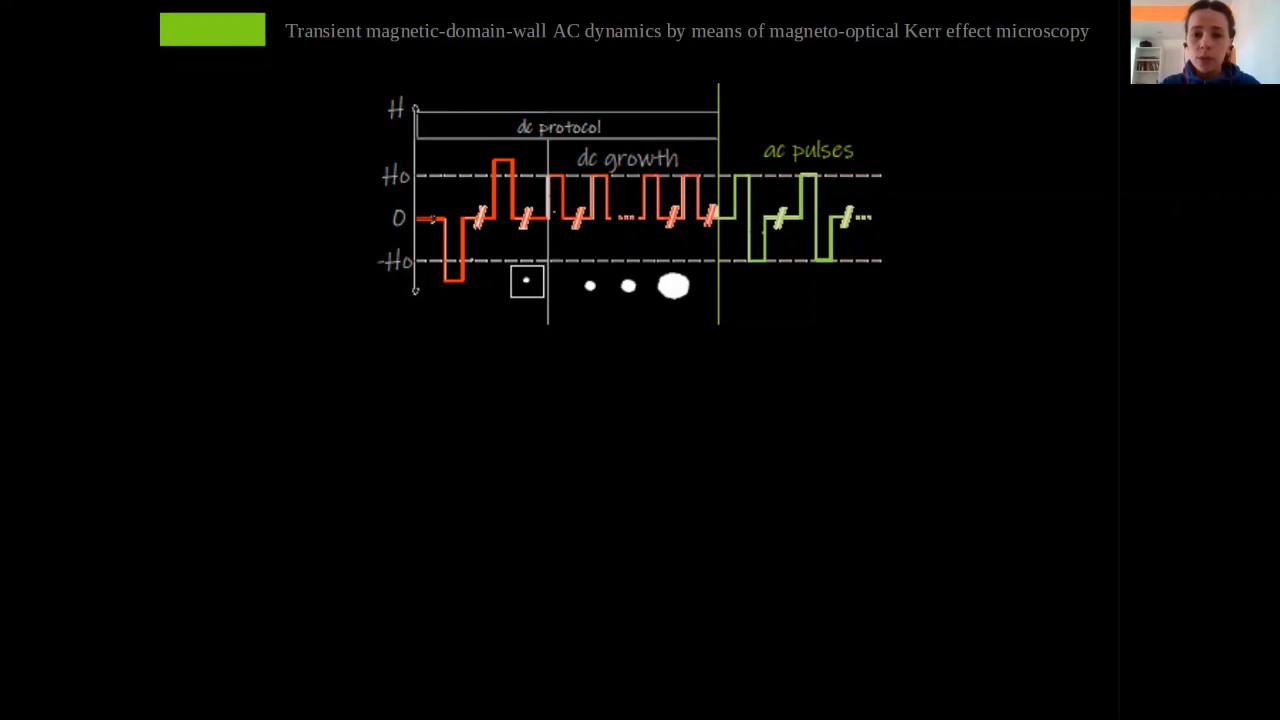 Transient magnetic-domain-wall AC dynamics by means of magneto-optical Kerr effect microscopy
H
dc protocol
dc growth
ac pulses
Ho
0
-Ho